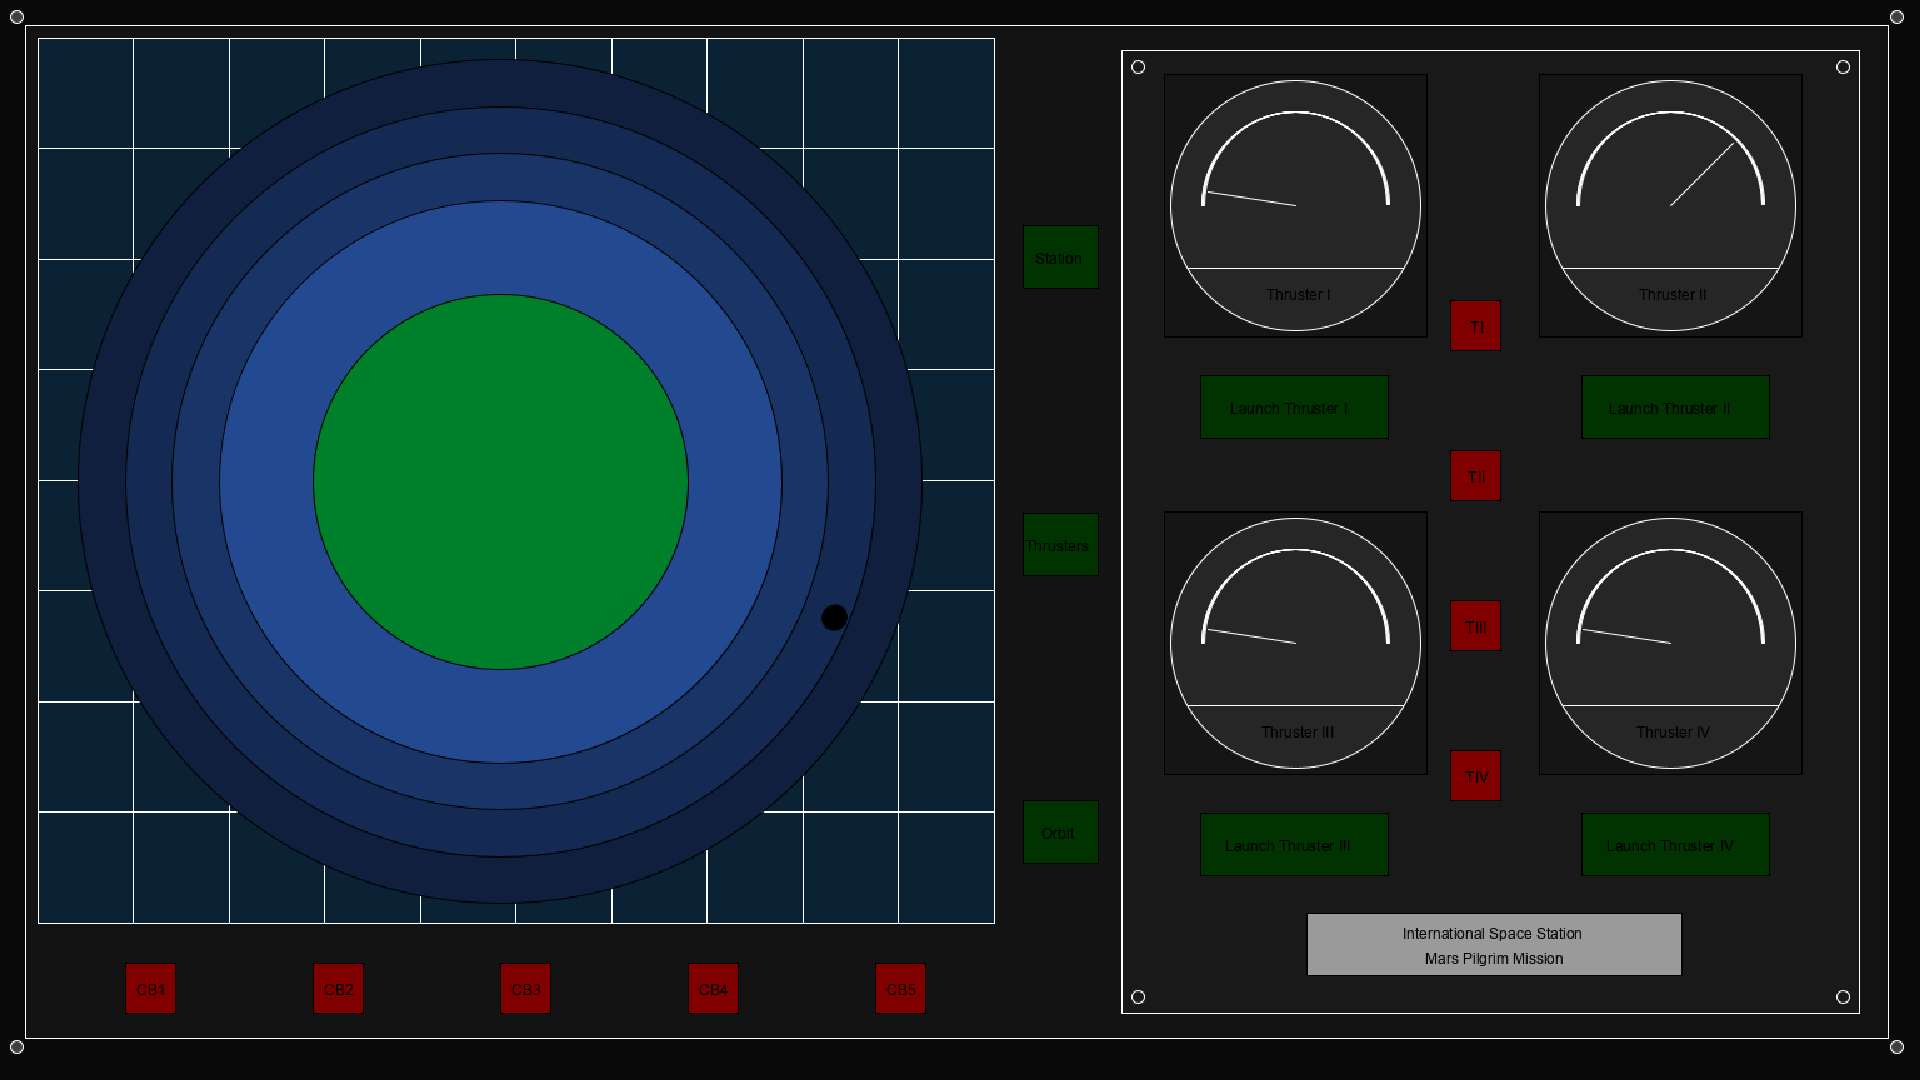 Station
Thrusters
Orbit
CB1
CB2
CB3
CB4
CB5
Thruster I
Thruster II
TI
Launch Thruster I
Launch Thruster II
TII
TIII
Thruster III
Thruster IV
TIV
Launch Thruster III
Launch Thruster IV
International Space Station
Mars Pilgrim Mission